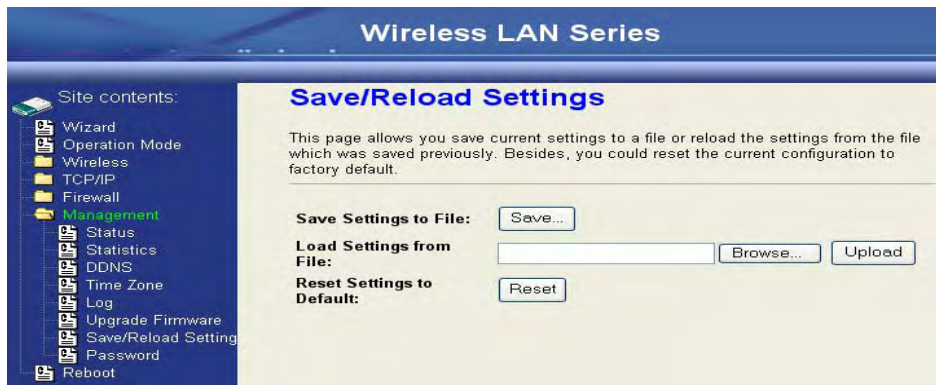 Wireless LAN Series
Site contents:
Wizard
Operation Mode
Wireless
TCP/IP
Firewall
Management
Status
Statistics
DDNS
Time Zone
Log
Upgrade Firmware
Save/Reload Setting
Password
Reboot
Save/Reload Settings
This page allows you save current settings to a file or reload the settings from the file
which was saved previously. Besides, you could reset the current configuration to
factory default.
Save Settings to File: Save...
Load Settings from
File: Browse... Upload
Reset Settings to
Default: Reset